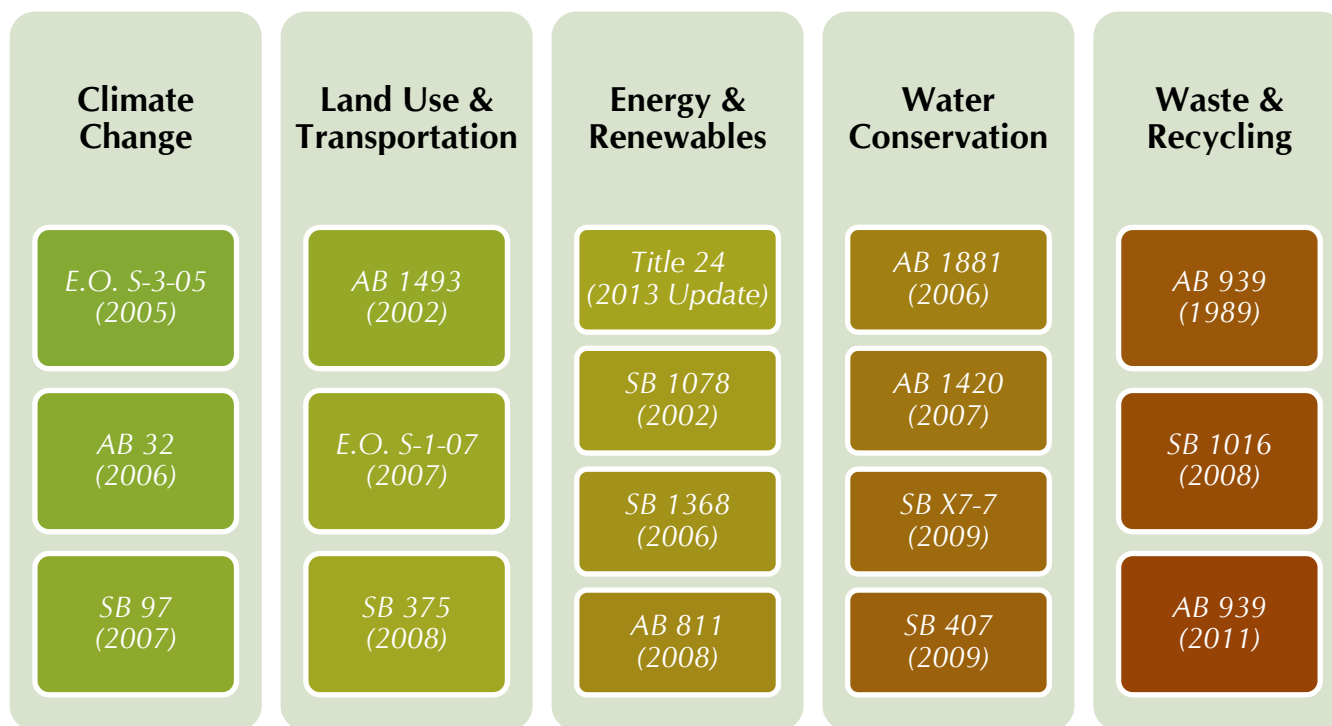 Climate
Change
E.O. S-3-05
(2005)
AB 32
(2006)
SB 97
(2007)
Land Use &
Transportation
AB 1493
(2002)
E.O. S-1-07
(2007)
SB 375
(2008)
Energy &
Renewables
Title 24
(2013 Update)
SB 1078
(2002)
SB 1368
(2006)
AB 811
(2008)
Water
Conservation
AB 1881
(2006)
AB 1420
(2007)
SB X7-7
(2009)
SB 407
(2009)
Waste &
Recycling
AB 939
(1989)
SB 1016
(2008)
AB 939
(2011)